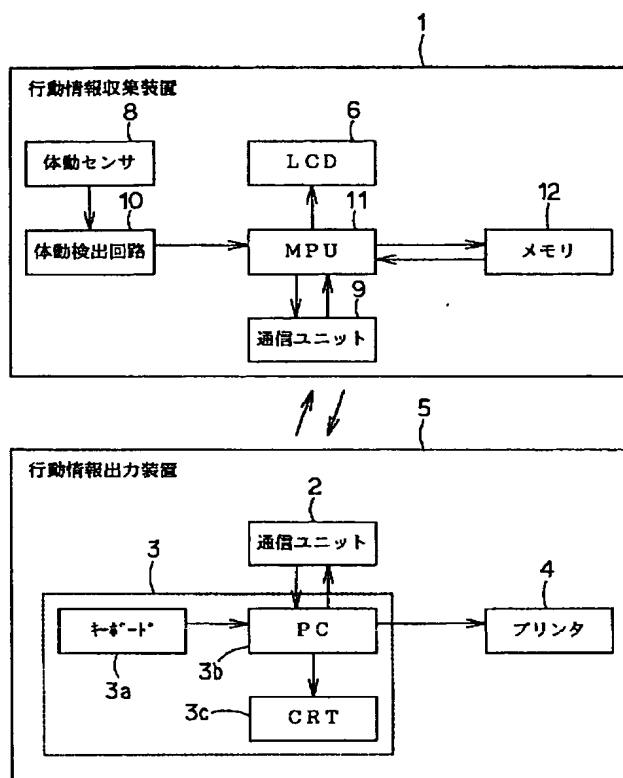 1
行動情報収集装置
8
体動センサ
6
LCD
10
体動検出回路
11
MPU
12
メモリ
9
通信ユニット
5
行動情報出力装置
2
通信ユニット
3
キーボード
3a
PC
3b
4
プリンタ
3c
CRT